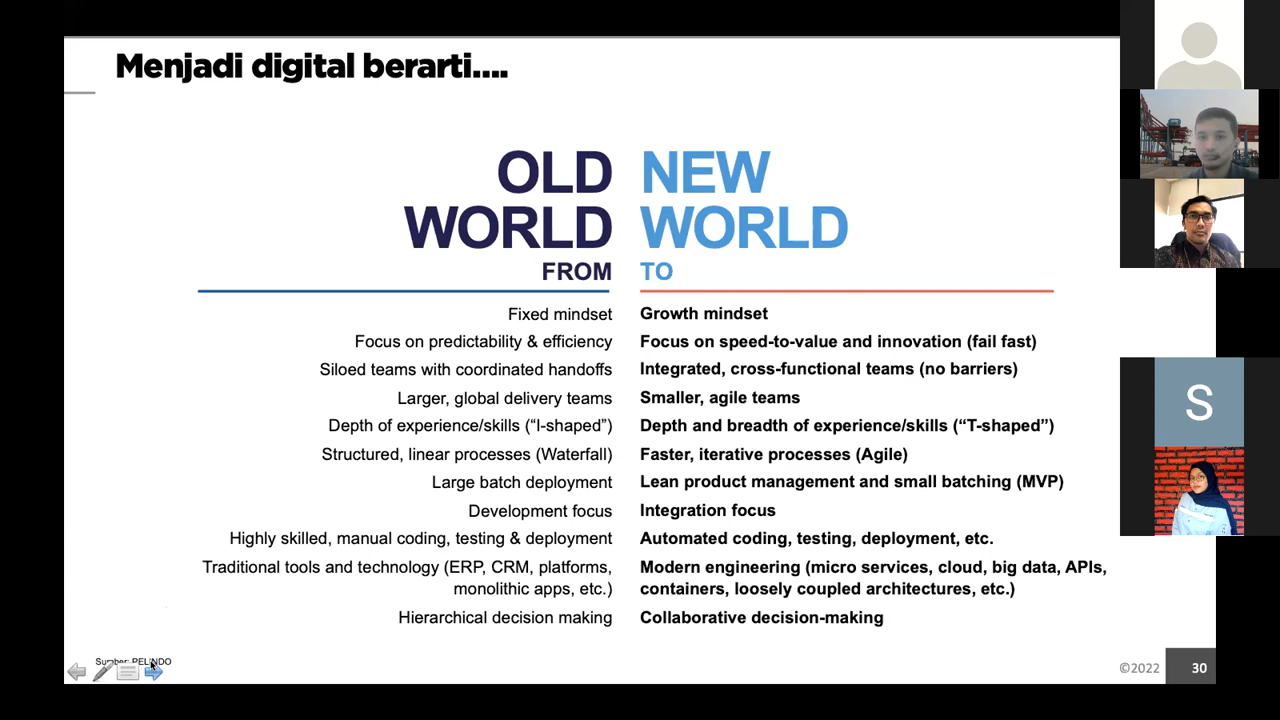 Menjadi digital berarti....
OLD WORLD
FROM
NEW WORLD
TO
Fixed mindset
Growth mindset
Focus on predictability & efficiency
Focus on speed-to-value and innovation (fail fast)
Siloed teams with coordinated handoffs
Integrated, cross-functional teams (no barriers)
Larger, global delivery teams
Smaller, agile teams
Depth of experience/skills (“I-shaped”)
Depth and breadth of experience/skills (“T-shaped”)
Structured, linear processes (Waterfall)
Faster, iterative processes (Agile)
Large batch deployment
Lean product management and small batching (MVP)
Development focus
Integration focus
Highly skilled, manual coding, testing & deployment
Automated coding, testing, deployment, etc.
Traditional tools and technology (ERP, CRM, platforms,
monolithic apps, etc.)
Modern engineering (micro services, cloud, big data, APIs,
containers, loosely coupled architectures, etc.)
Hierarchical decision making
Collaborative decision-making
Sumber: PELINDO
©2022
30
S